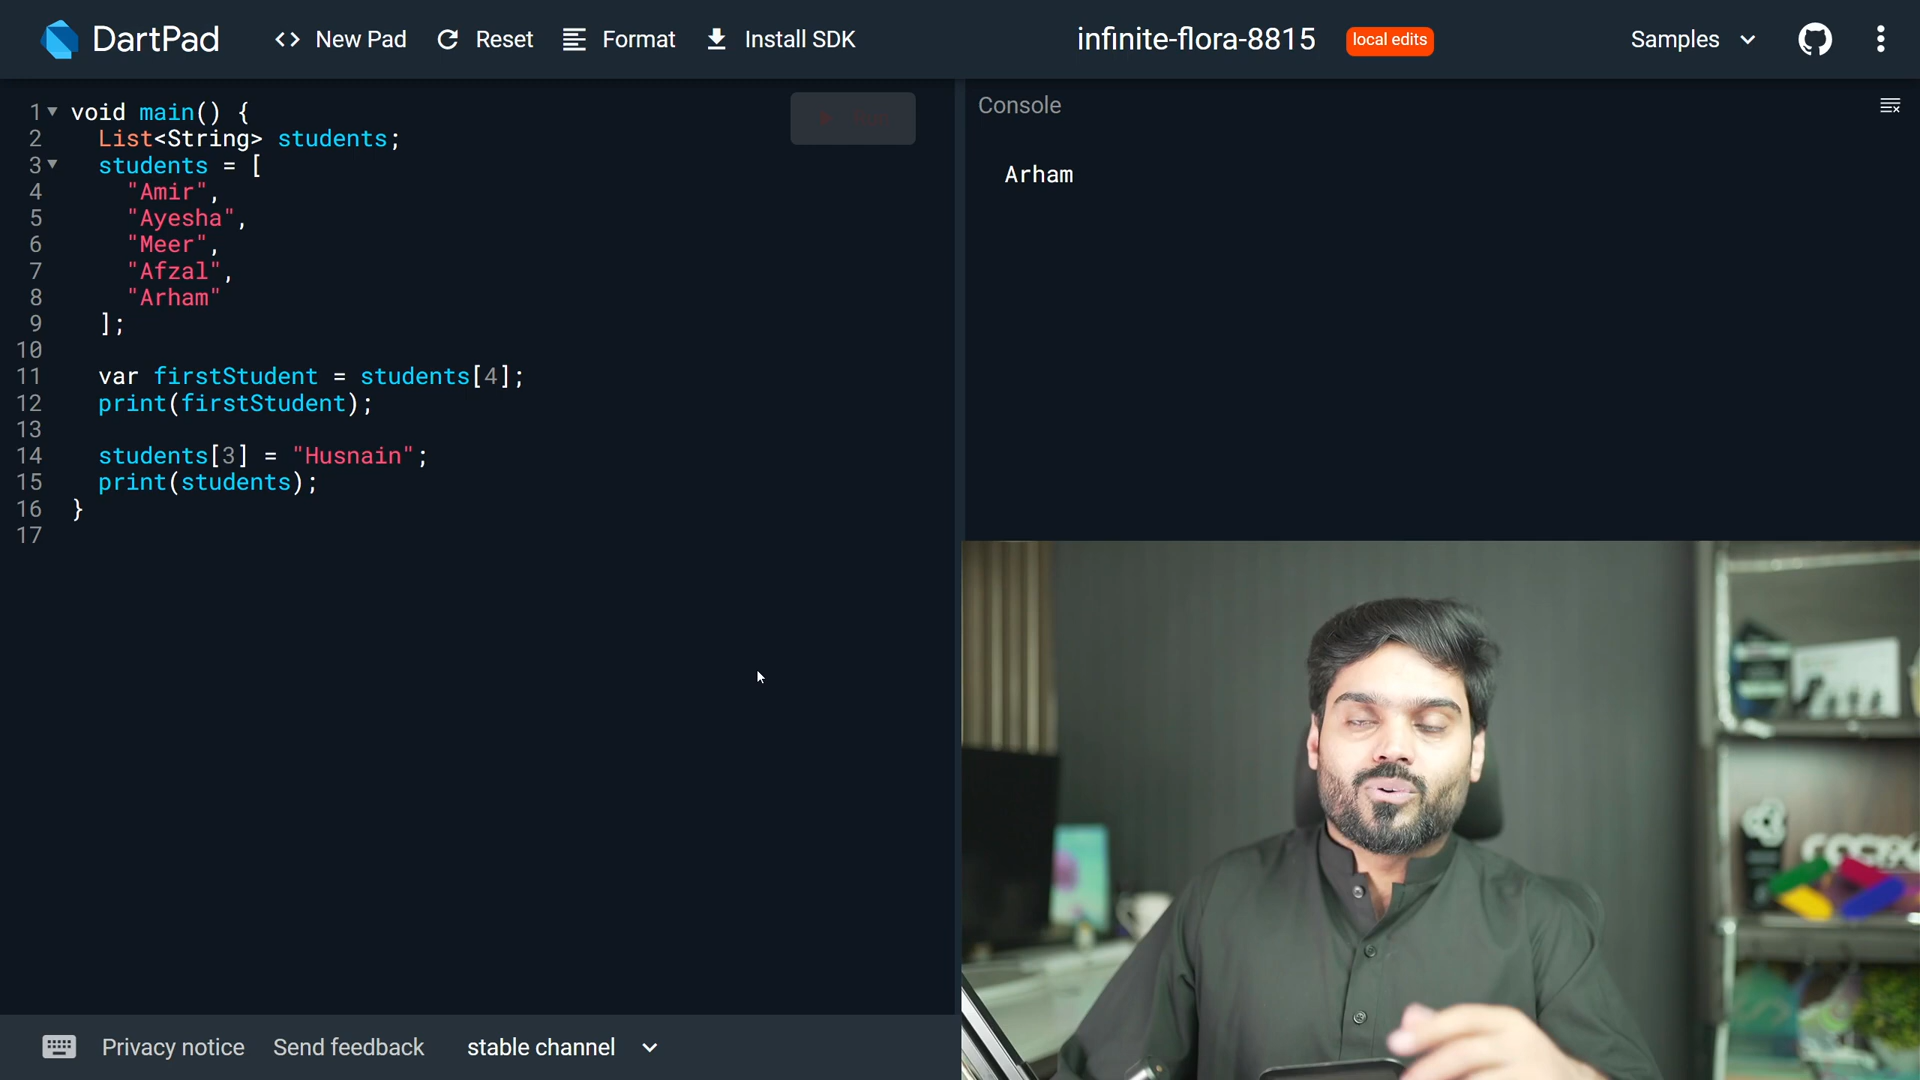 DartPad
<> New Pad
Reset
Format
Install SDK
infinite-flora-8815
local edits
Samples
1 void main() {
2 List<String> students;
3 students = [
4 "Amir",
5 "Ayesha",
6 "Meer",
7 "Afzal",
8 "Arham"
9 ];
10
11 var firstStudent = students[4];
12 print(firstStudent);
13
14 students[3] = "Husnain";
15 print(students);
16 }
17
Console
Arham
Privacy notice
Send feedback
stable channel